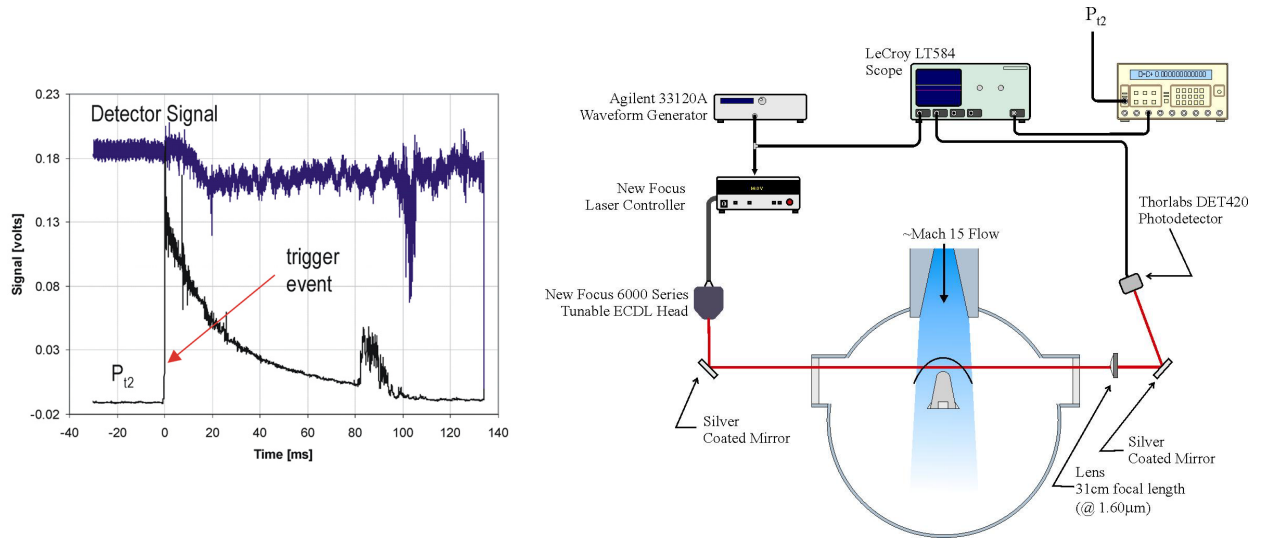 Detector Signal
0.23
0.18
0.13
0.08
0.03
-0.02
Signal [volts]
trigger
event
Pt2
-40
-20
0
20
40
60
80
100
120
140
Time [ms]
Pt2
LeCroy LT584
Scope
Agilent 33120A
Waveform Generator
New Focus
Laser Controller
Thorlabs DET420
Photodetector
~Mach 15 Flow
New Focus 6000 Series
Tunable ECDL Head
Silver
Coated Mirror
Silver
Coated Mirror
Lens
31cm focal length
(@ 1.60μm)